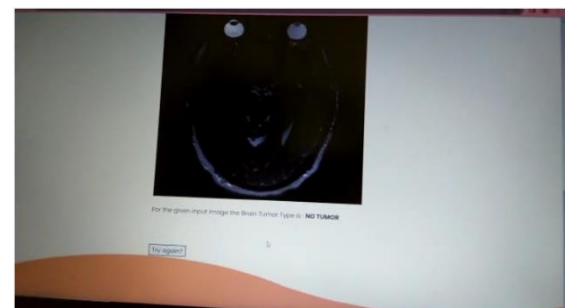 For the given input image the Brain Tumor Type is : NO TUMOR
Try again?